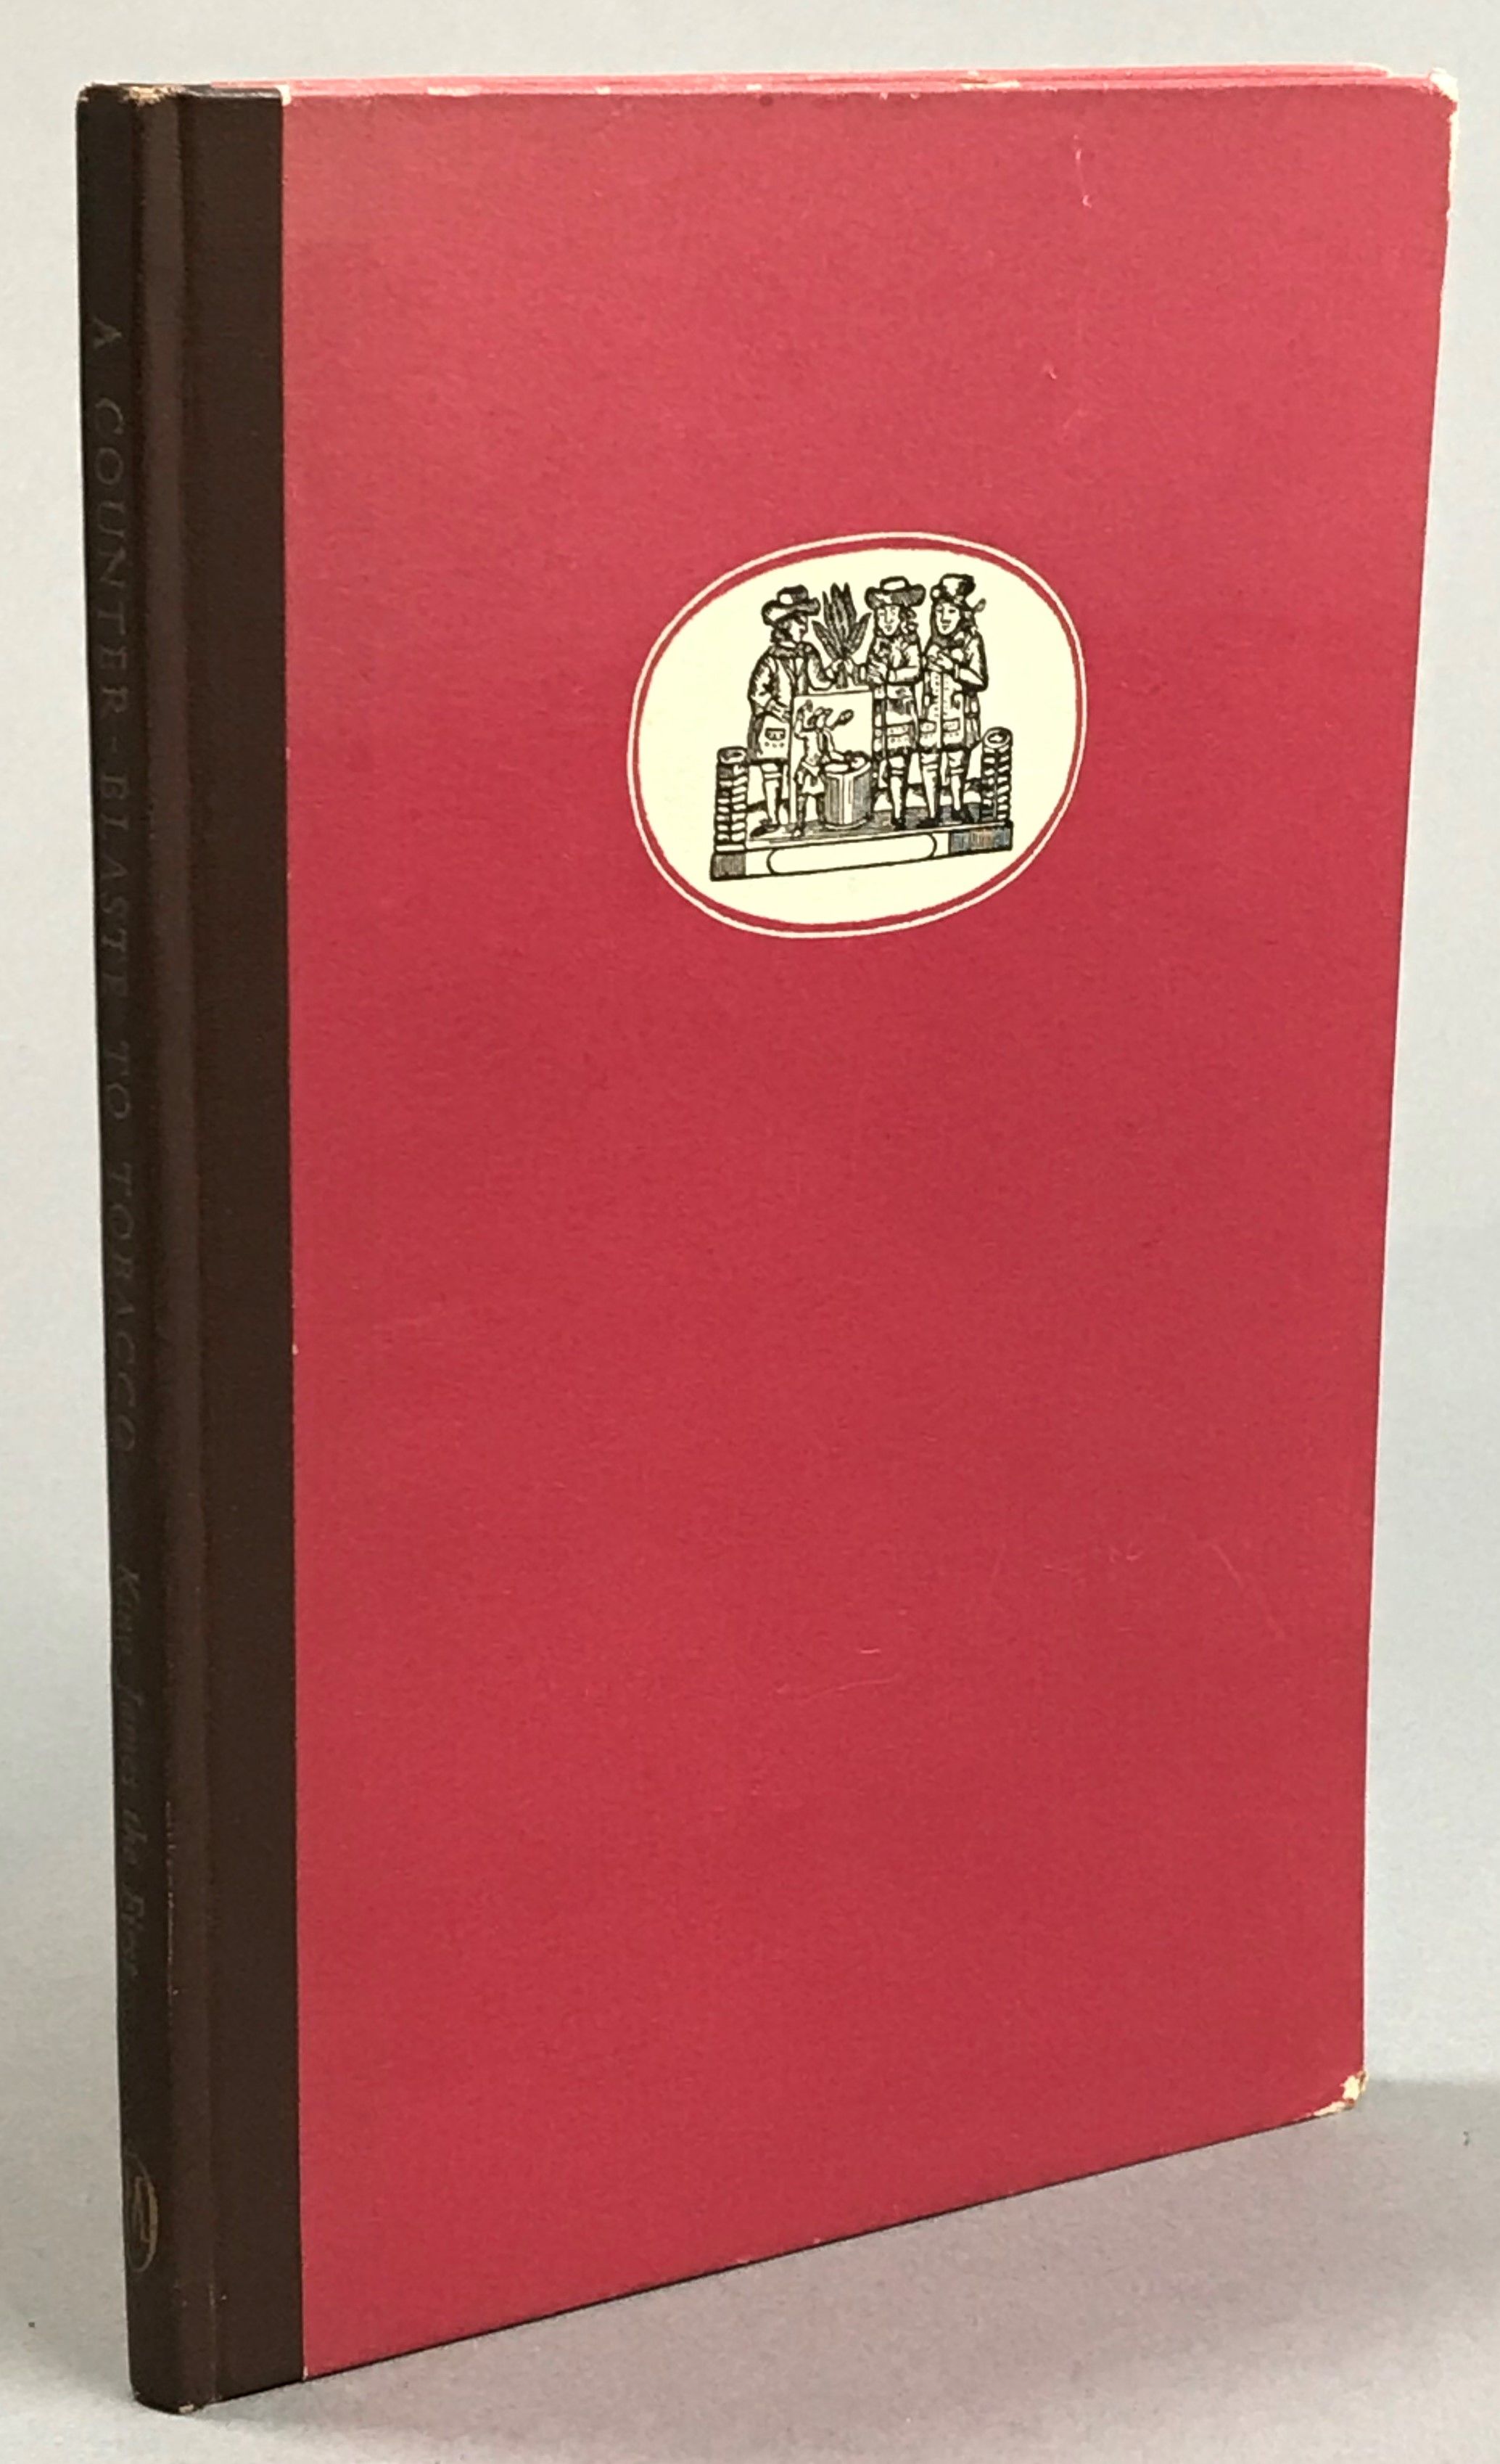 A COUNTER-BLASTE TO TOBACCO King James the First